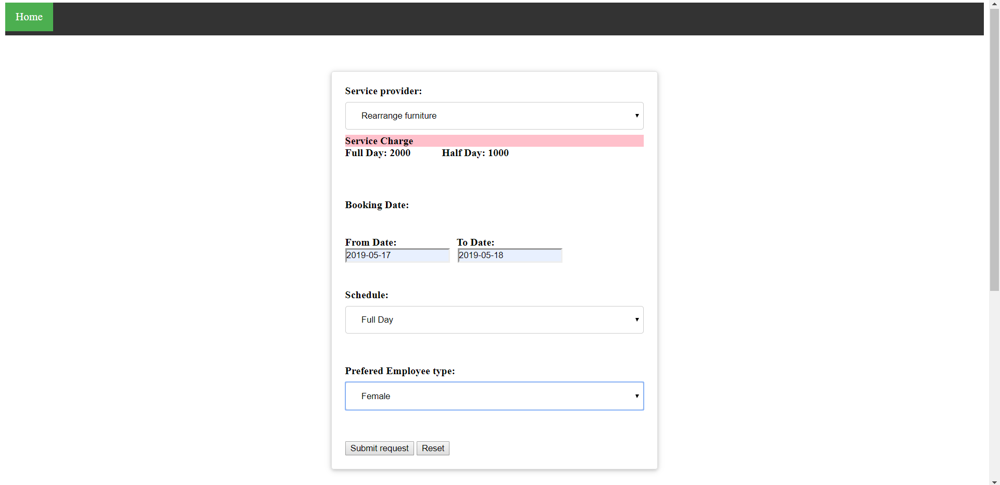 Home
Service provider:
Rearrange furniture
Service Charge
Full Day: 2000 Half Day: 1000
Booking Date:
From Date: To Date:
2019-05-17 2019-05-18
Schedule:
Full Day
Prefered Employee type:
Female
Submit request Reset